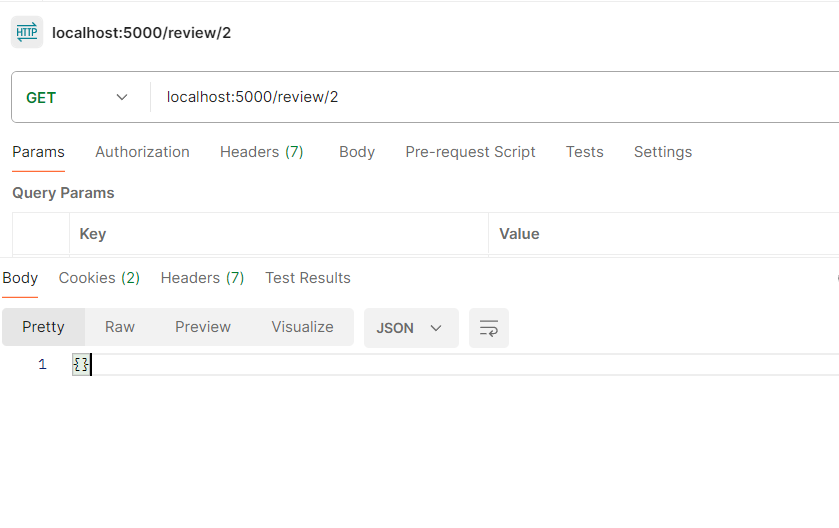 HTTP localhost:5000/review/2
GET localhost:5000/review/2
Params Authorization Headers (7) Body Pre-request Script Tests Settings
Query Params
Key Value
Body Cookies (2) Headers (7) Test Results
Pretty Raw Preview Visualize JSON
1 {}